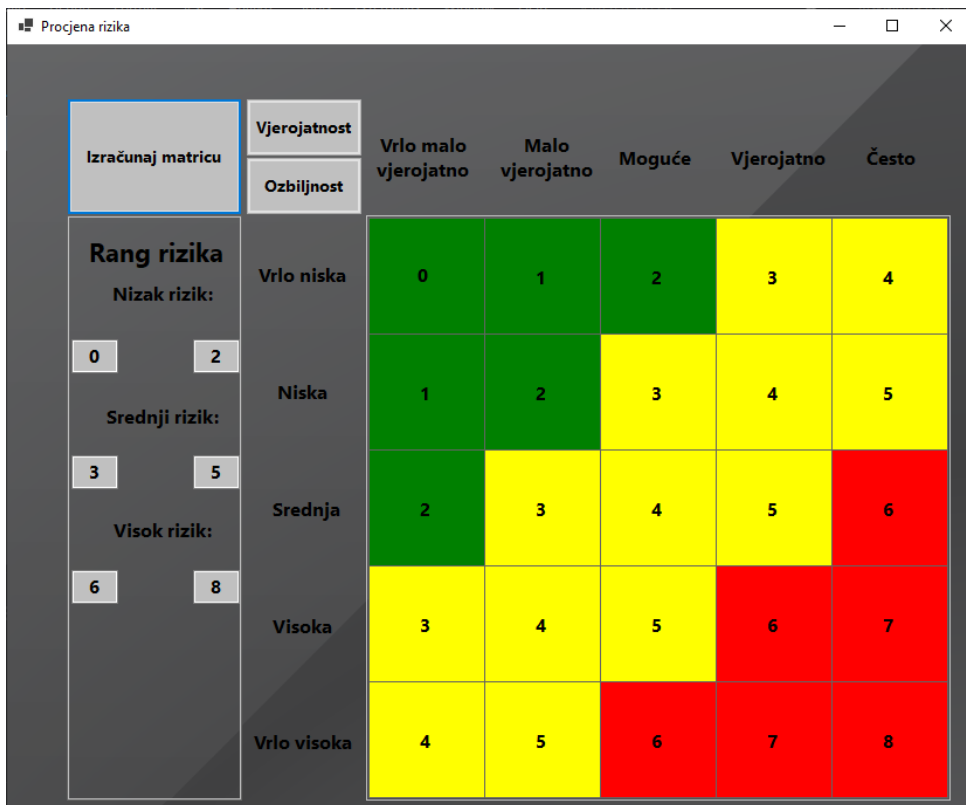 Procjena rizika
Izračunaj matricu
Vjerojatnost
Ozbiljnost
Vrlo malo
vjerojatno
Malo
vjerojatno
Moguće
Vjerojatno
Često
Rang rizika
Nizak rizik:
0 2
Srednji rizik:
3 5
Visok rizik:
6 8
Vrlo niska 0 1 2 3 4
Niska 1 2 3 4 5
Srednja 2 3 4 5 6
Visoka 3 4 5 6 7
Vrlo visoka 4 5 6 7 8